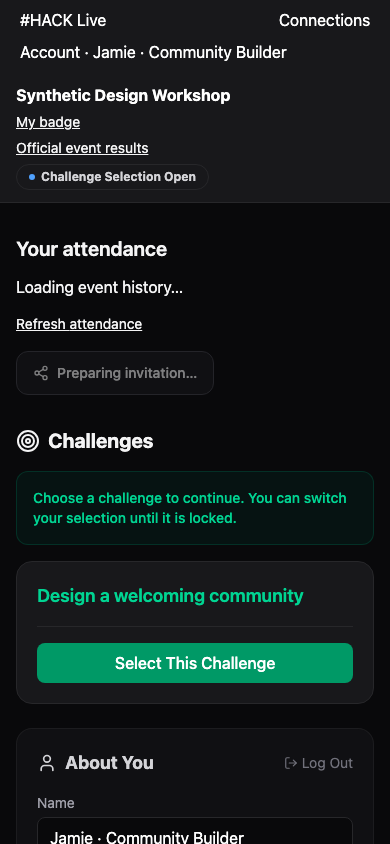 #HACK Live
Connections
Account · Jamie · Community Builder
Synthetic Design Workshop
My badge
Official event results
Challenge Selection Open
Your attendance
Loading event history...
Refresh attendance
Preparing invitation...
Challenges
Choose a challenge to continue. You can switch
your selection until it is locked.
Design a welcoming community
Select This Challenge
About You
Log Out
Name
Jamie · Community Builder